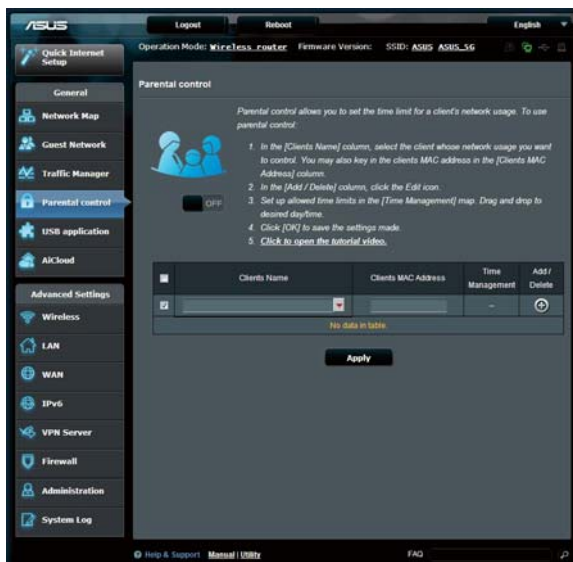 ASUS
Logout
Reboot
English
Quick Internet
Setup
Operation Mode: Wireless router Firmware Version: SSID: ASUS ASUS_5G
General
Network Map
Guest Network
Traffic Manager
Parental control
USB application
AiCloud
Advanced Settings
Wireless
LAN
WAN
IPv6
VPN Server
Firewall
Administration
System Log
Parental control
Parental control allows you to set the time limit for a client's network usage. To use
parental control:
1. In the [Clients Name] column, select the client whose network usage you want
to control. You may also key in the clients MAC address in the [Clients MAC
Address] column.
2. In the [Add / Delete] column, click the Edit icon.
3. Set up allowed time limits in the [Time Management] map. Drag and drop to
desired day/time.
4. Click [OK] to save the settings made.
5. Click to open the tutorial video.
OFF
Clients Name
Clients MAC Address
Time
Management
Add /
Delete
--
No data in table.
Apply
Help & Support Manual | Utility
FAQ